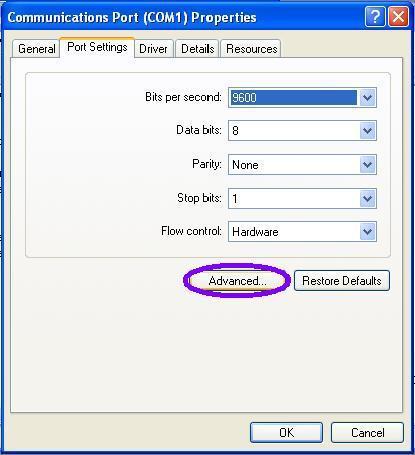 Communications Port (COM1) Properties
General Port Settings Driver Details Resources
Bits per second: 9600
Data bits: 8
Parity: None
Stop bits: 1
Flow control: Hardware
Advanced... Restore Defaults
OK Cancel